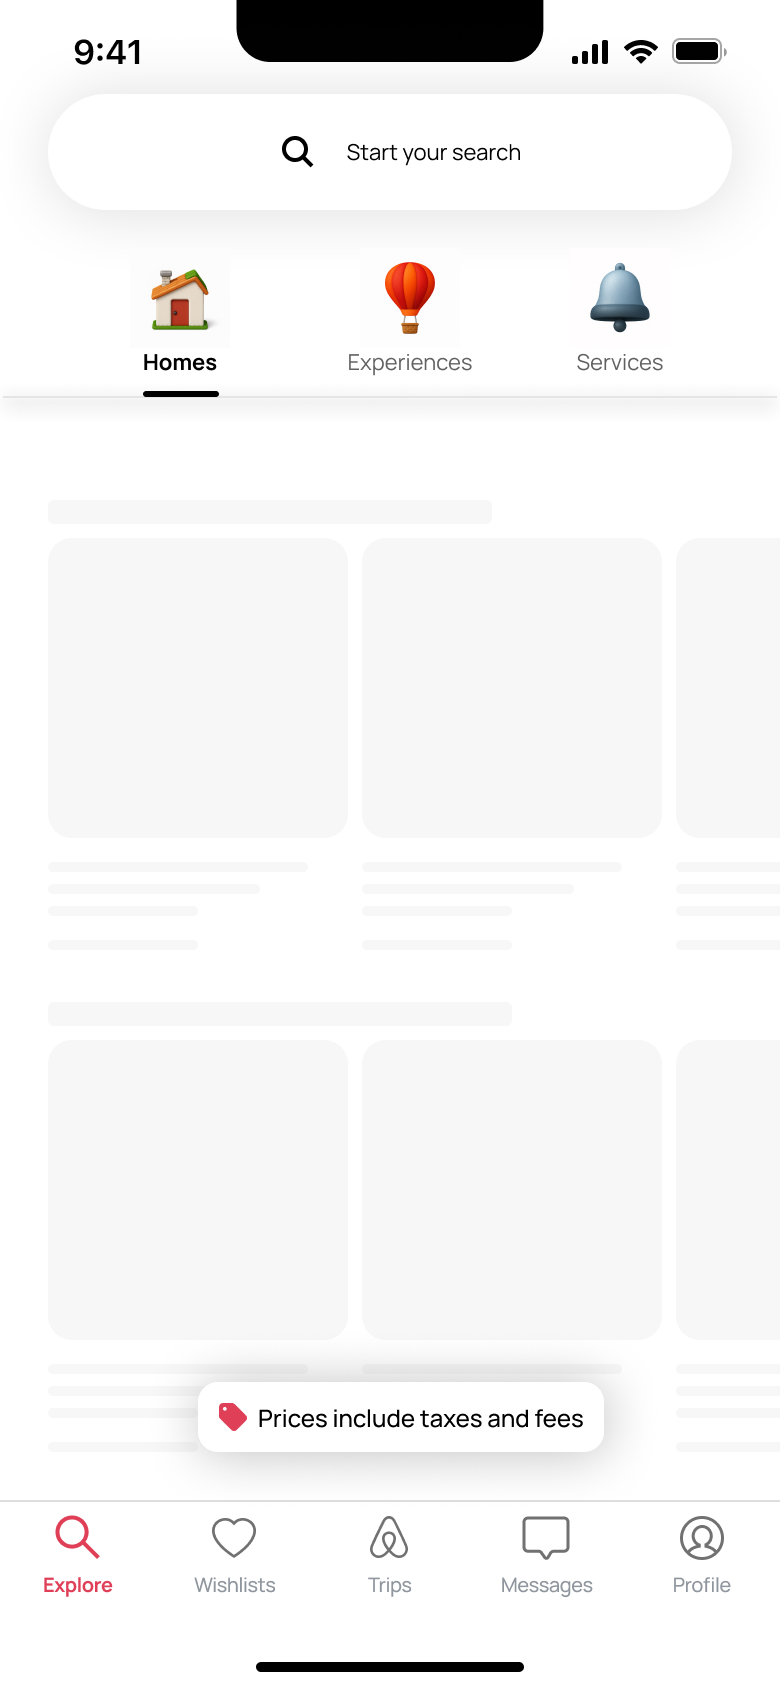 9:41
Start your search
Homes
Experiences
Services
Prices include taxes and fees
Explore
Wishlists
Trips
Messages
Profile